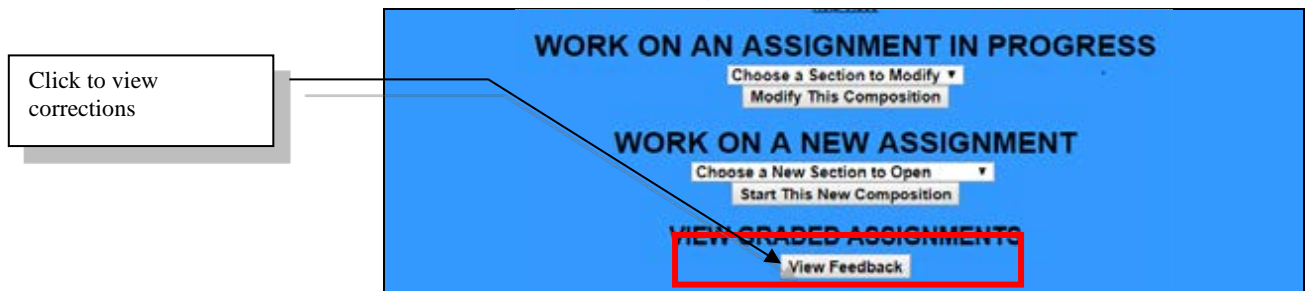 WORK ON AN ASSIGNMENT IN PROGRESS
Click to view
corrections
Choose a Section to Modify
Modify This Composition
WORK ON A NEW ASSIGNMENT
Choose a New Section to Open
Start This New Composition
VIEW GRADED ASSIGNMENTS
View Feedback